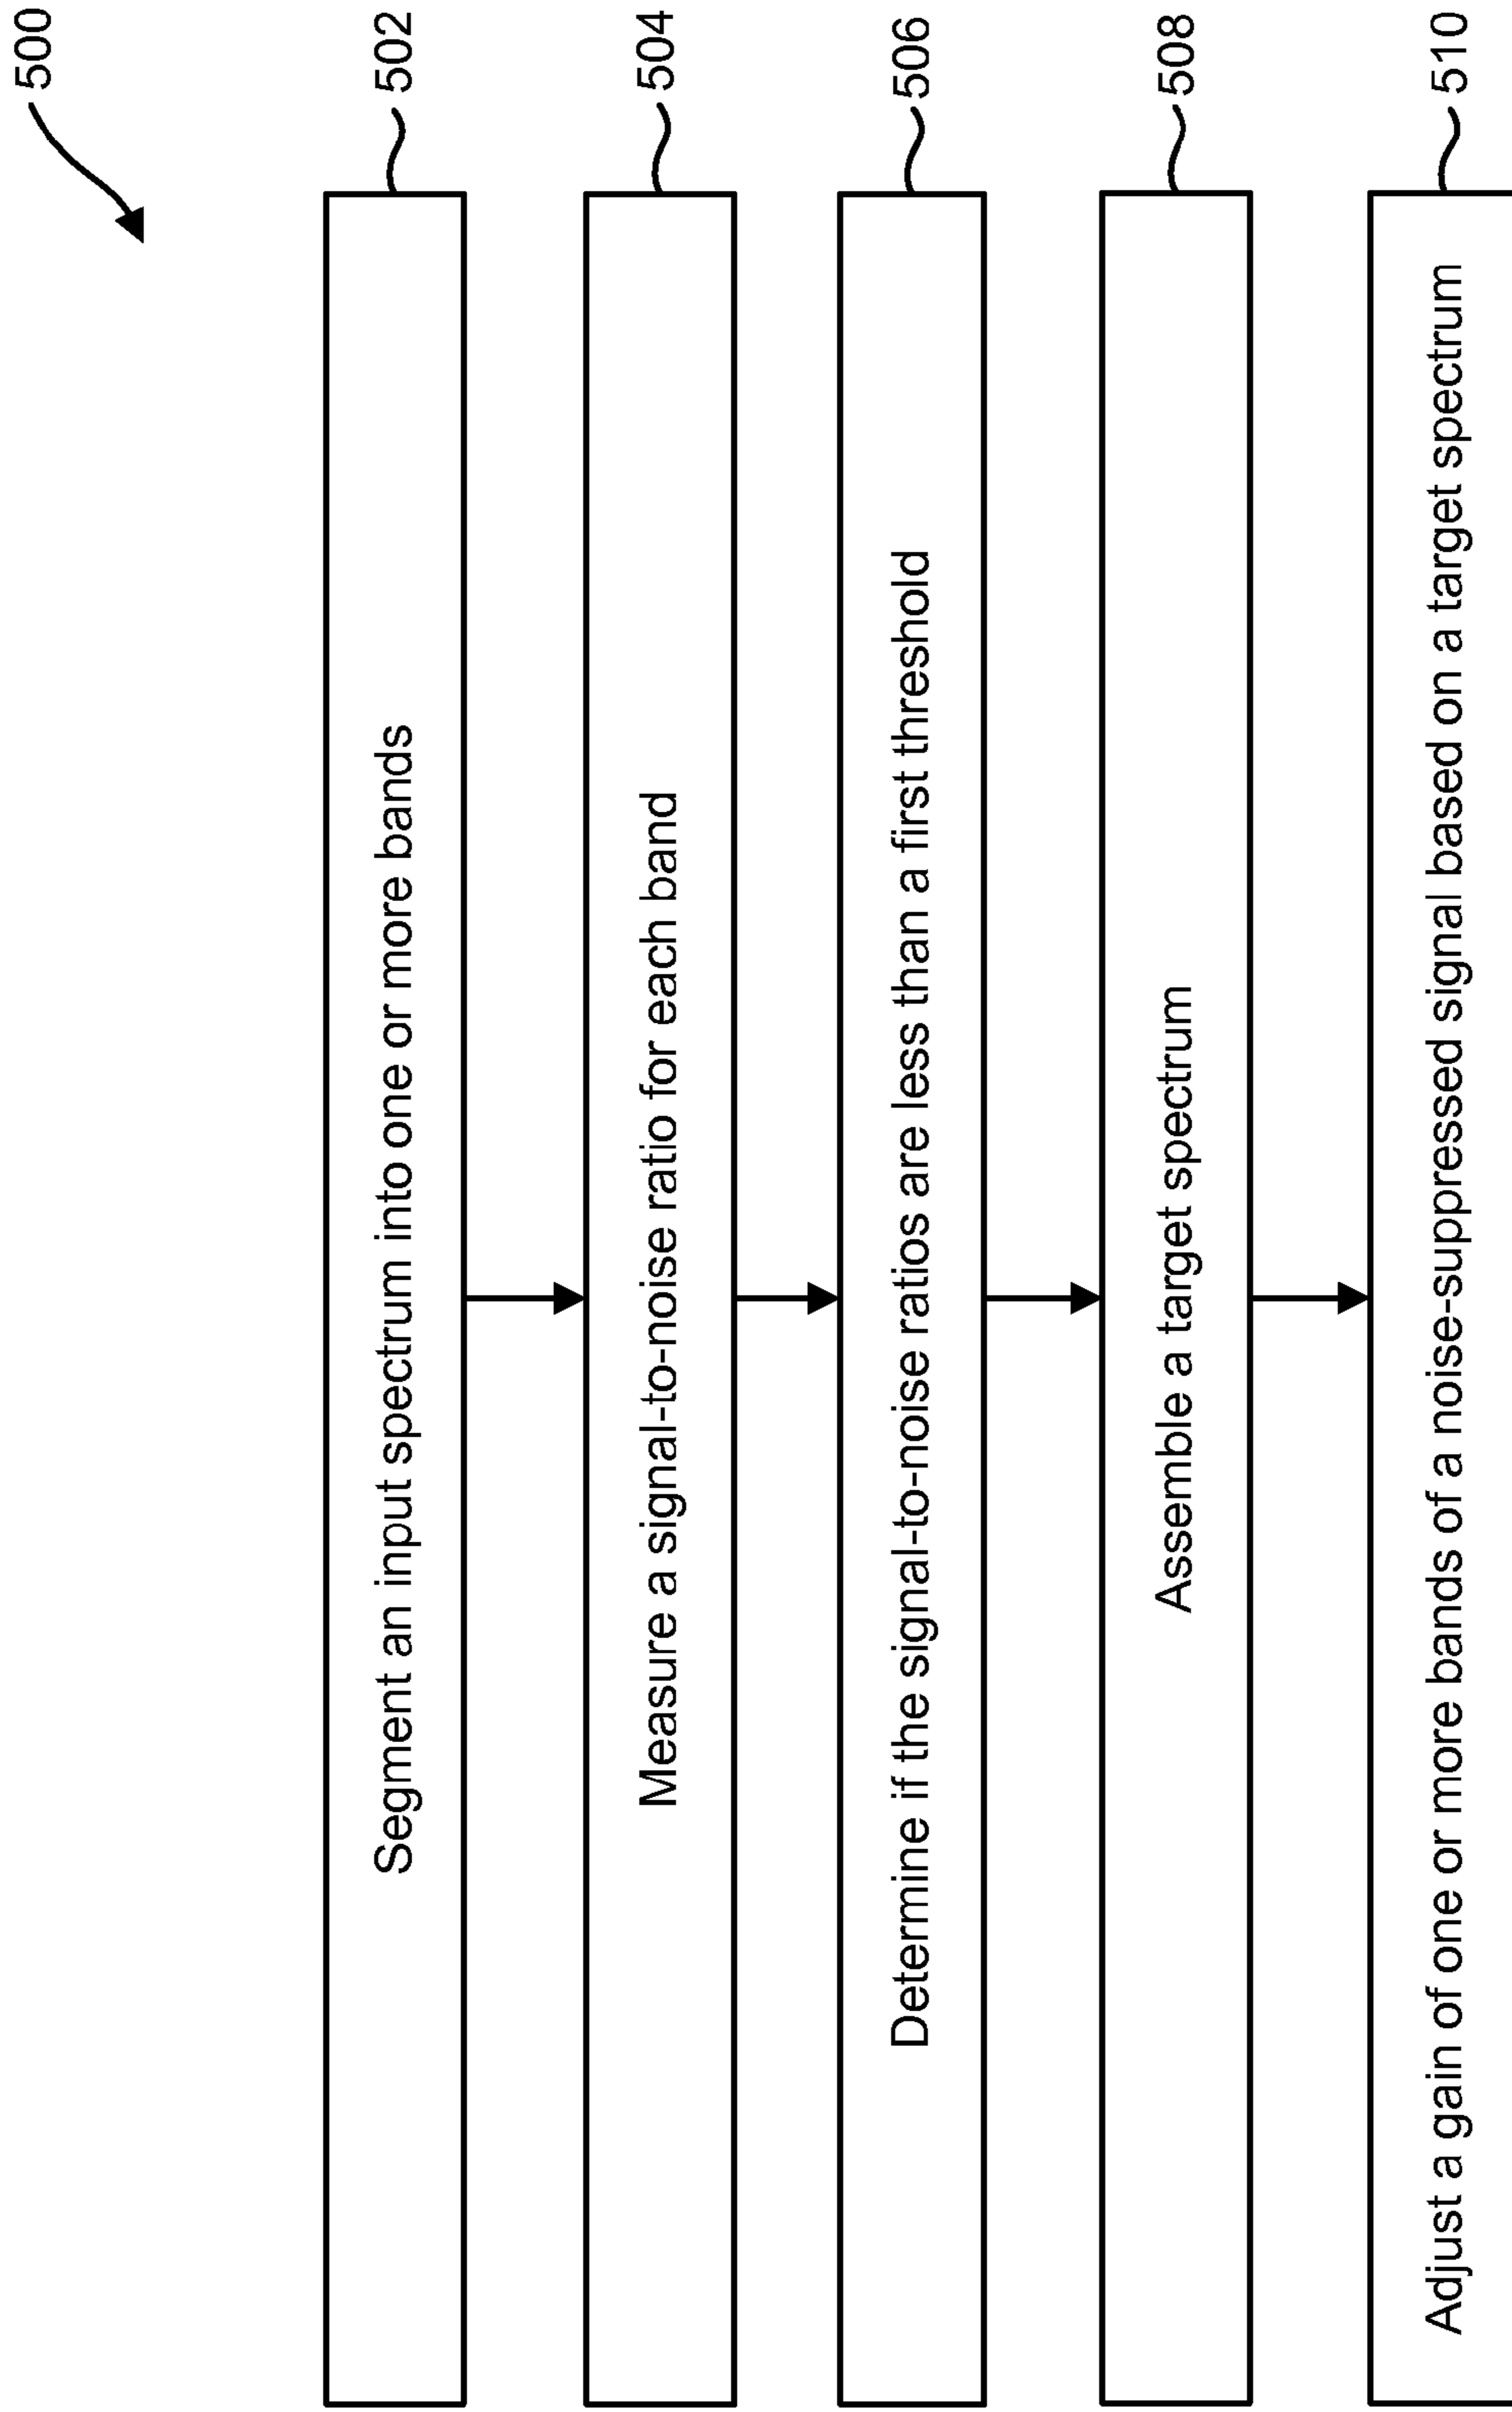 500
Segment an input spectrum into one or more bands
502
Measure a signal-to-noise ratio for each band
504
Determine if the signal-to-noise ratios are less than a first threshold
506
Assemble a target spectrum
508
Adjust a gain of one or more bands of a noise-suppressed signal based on a target spectrum
510